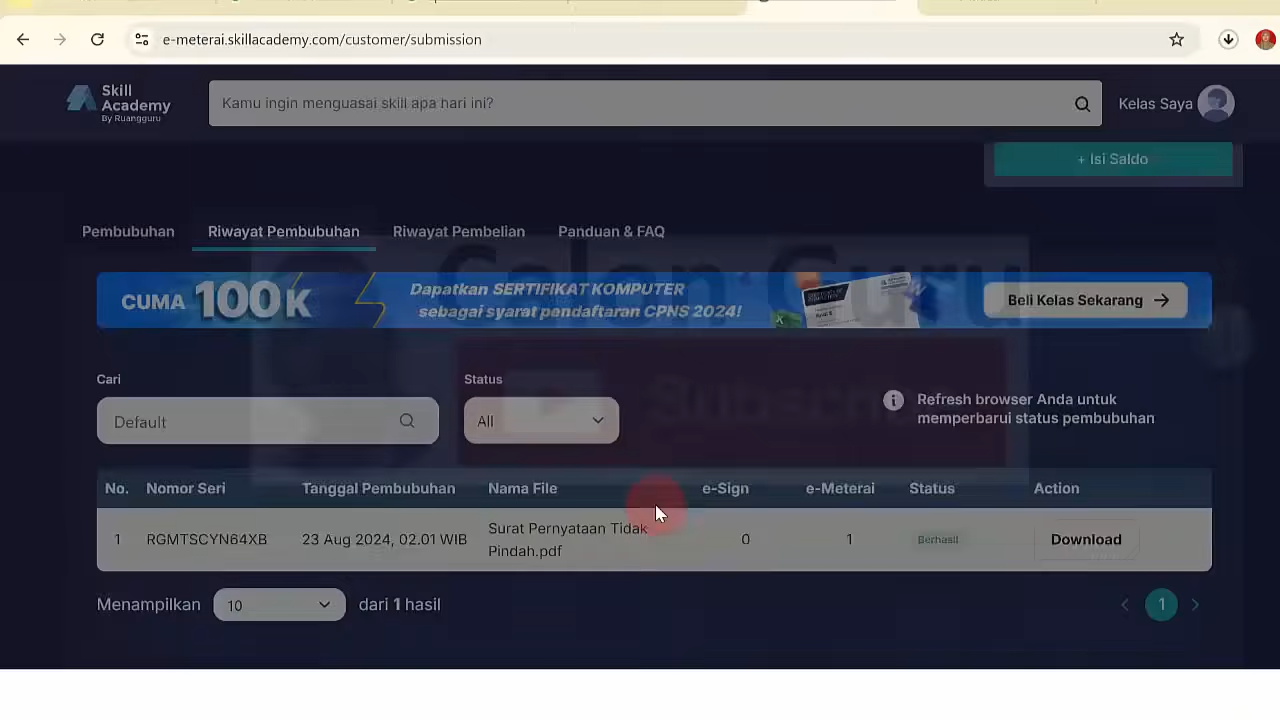 e-meterai.skillacademy.com/customer/submission
Skill
Academy
By Ruangguru
Kamu ingin menguasai skill apa hari ini?
Kelas Saya
+ Isi Saldo
Pembubuhan
Riwayat Pembubuhan
Riwayat Pembelian
Panduan & FAQ
Calon Guru
CUMA 100K
Dapatkan SERTIFIKAT KOMPUTER
sebagai syarat pendaftaran CPNS 2024!
Beli Kelas Sekarang
Cari
Status
Default
All
Refresh browser Anda untuk
memperbarui status pembubuhan
Subscribe
No. Nomor Seri Tanggal Pembubuhan Nama File e-Sign e-Meterai Status Action
1 RGMTSCYN64XB 23 Aug 2024, 02.01 WIB Surat Pernyataan Tidak 0 1 Berhasil Download
Pindah.pdf
Menampilkan 10 dari 1 hasil
1